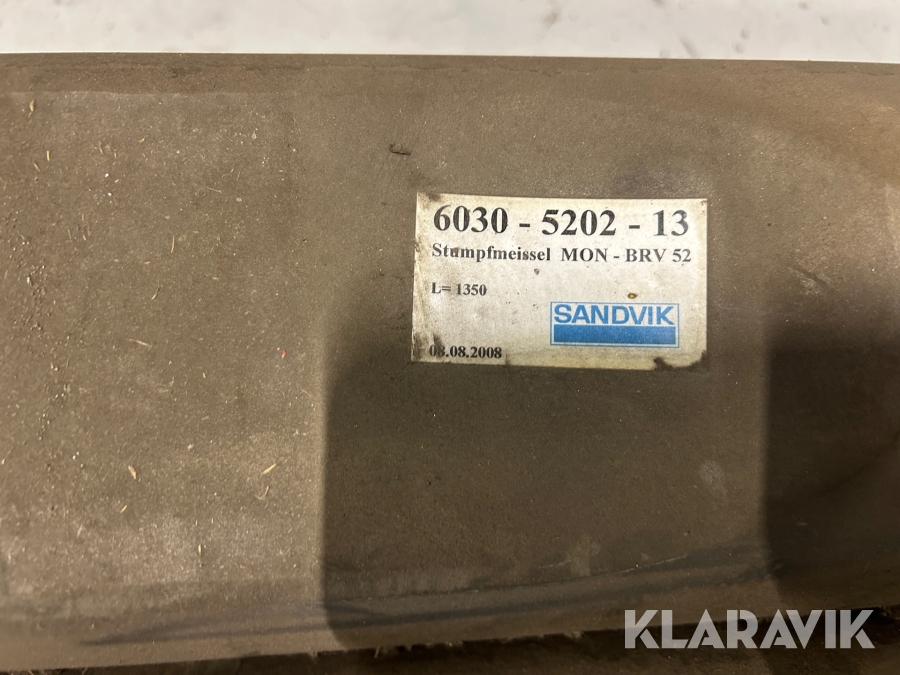 6030 - 5202 - 13
Stumpfmeissel MON - BRV 52
L= 1350
SANDVIK
08.08.2008
KLARAVIK